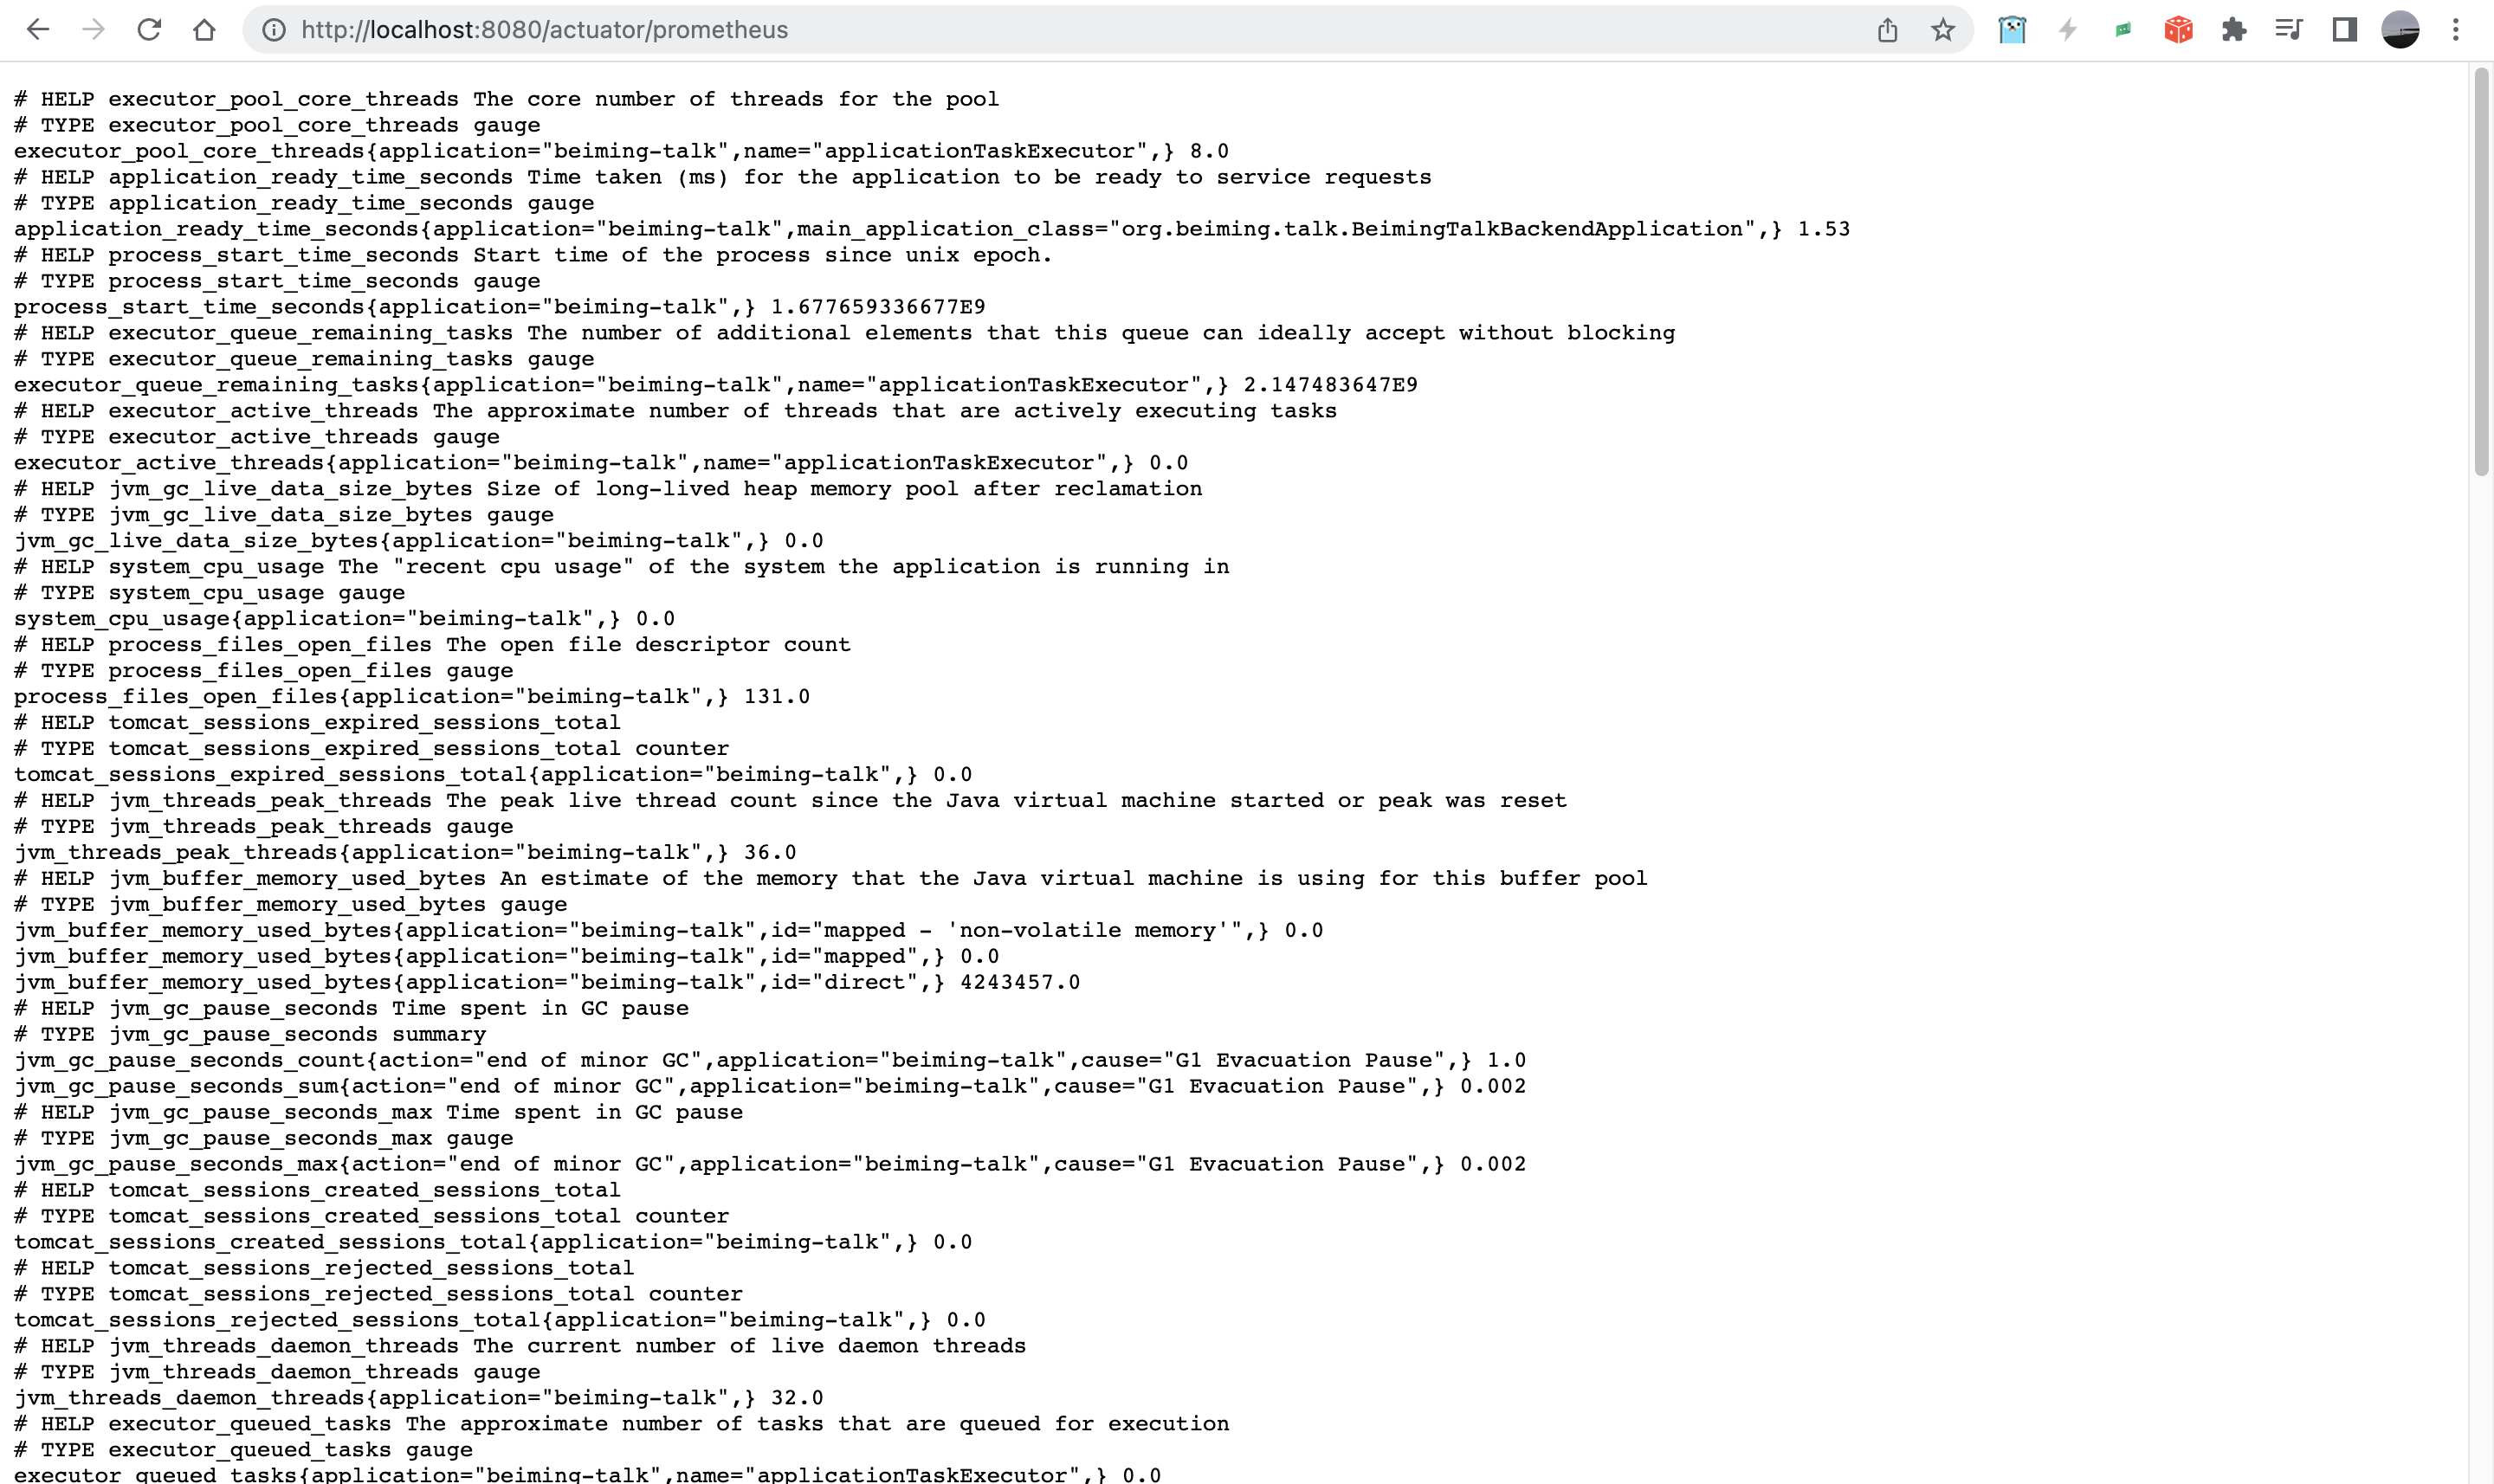 http://localhost:8080/actuator/prometheus
# HELP executor_pool_core_threads The core number of threads for the pool
# TYPE executor_pool_core_threads gauge
executor_pool_core_threads{application="beiming-talk",name="applicationTaskExecutor",} 8.0
# HELP application_ready_time_seconds Time taken (ms) for the application to be ready to service requests
# TYPE application_ready_time_seconds gauge
application_ready_time_seconds{application="beiming-talk",main_application_class="org.beiming.talk.BeimingTalkBackendApplication",} 1.53
# HELP process_start_time_seconds Start time of the process since unix epoch.
# TYPE process_start_time_seconds gauge
process_start_time_seconds{application="beiming-talk",} 1.677659336677E9
# HELP executor_queue_remaining_tasks The number of additional elements that this queue can ideally accept without blocking
# TYPE executor_queue_remaining_tasks gauge
executor_queue_remaining_tasks{application="beiming-talk",name="applicationTaskExecutor",} 2.147483647E9
# HELP executor_active_threads The approximate number of threads that are actively executing tasks
# TYPE executor_active_threads gauge
executor_active_threads{application="beiming-talk",name="applicationTaskExecutor",} 0.0
# HELP jvm_gc_live_data_size_bytes Size of long-lived heap memory pool after reclamation
# TYPE jvm_gc_live_data_size_bytes gauge
jvm_gc_live_data_size_bytes{application="beiming-talk",} 0.0
# HELP system_cpu_usage The "recent cpu usage" of the system the application is running in
# TYPE system_cpu_usage gauge
system_cpu_usage{application="beiming-talk",} 0.0
# HELP process_files_open_files The open file descriptor count
# TYPE process_files_open_files gauge
process_files_open_files{application="beiming-talk",} 131.0
# HELP tomcat_sessions_expired_sessions_total
# TYPE tomcat_sessions_expired_sessions_total counter
tomcat_sessions_expired_sessions_total{application="beiming-talk",} 0.0
# HELP jvm_threads_peak_threads The peak live thread count since the Java virtual machine started or peak was reset
# TYPE jvm_threads_peak_threads gauge
jvm_threads_peak_threads{application="beiming-talk",} 36.0
# HELP jvm_buffer_memory_used_bytes An estimate of the memory that the Java virtual machine is using for this buffer pool
# TYPE jvm_buffer_memory_used_bytes gauge
jvm_buffer_memory_used_bytes{application="beiming-talk",id="mapped - 'non-volatile memory'",} 0.0
jvm_buffer_memory_used_bytes{application="beiming-talk",id="mapped",} 0.0
jvm_buffer_memory_used_bytes{application="beiming-talk",id="direct",} 4243457.0
# HELP jvm_gc_pause_seconds Time spent in GC pause
# TYPE jvm_gc_pause_seconds summary
jvm_gc_pause_seconds_count{action="end of minor GC",application="beiming-talk",cause="G1 Evacuation Pause",} 1.0
jvm_gc_pause_seconds_sum{action="end of minor GC",application="beiming-talk",cause="G1 Evacuation Pause",} 0.002
# HELP jvm_gc_pause_seconds_max Time spent in GC pause
# TYPE jvm_gc_pause_seconds_max gauge
jvm_gc_pause_seconds_max{action="end of minor GC",application="beiming-talk",cause="G1 Evacuation Pause",} 0.002
# HELP tomcat_sessions_created_sessions_total
# TYPE tomcat_sessions_created_sessions_total counter
tomcat_sessions_created_sessions_total{application="beiming-talk",} 0.0
# HELP tomcat_sessions_rejected_sessions_total
# TYPE tomcat_sessions_rejected_sessions_total counter
tomcat_sessions_rejected_sessions_total{application="beiming-talk",} 0.0
# HELP jvm_threads_daemon_threads The current number of live daemon threads
# TYPE jvm_threads_daemon_threads gauge
jvm_threads_daemon_threads{application="beiming-talk",} 32.0
# HELP executor_queued_tasks The approximate number of tasks that are queued for execution
# TYPE executor_queued_tasks gauge
executor_queued_tasks{application="beiming-talk",name="applicationTaskExecutor",} 0.0